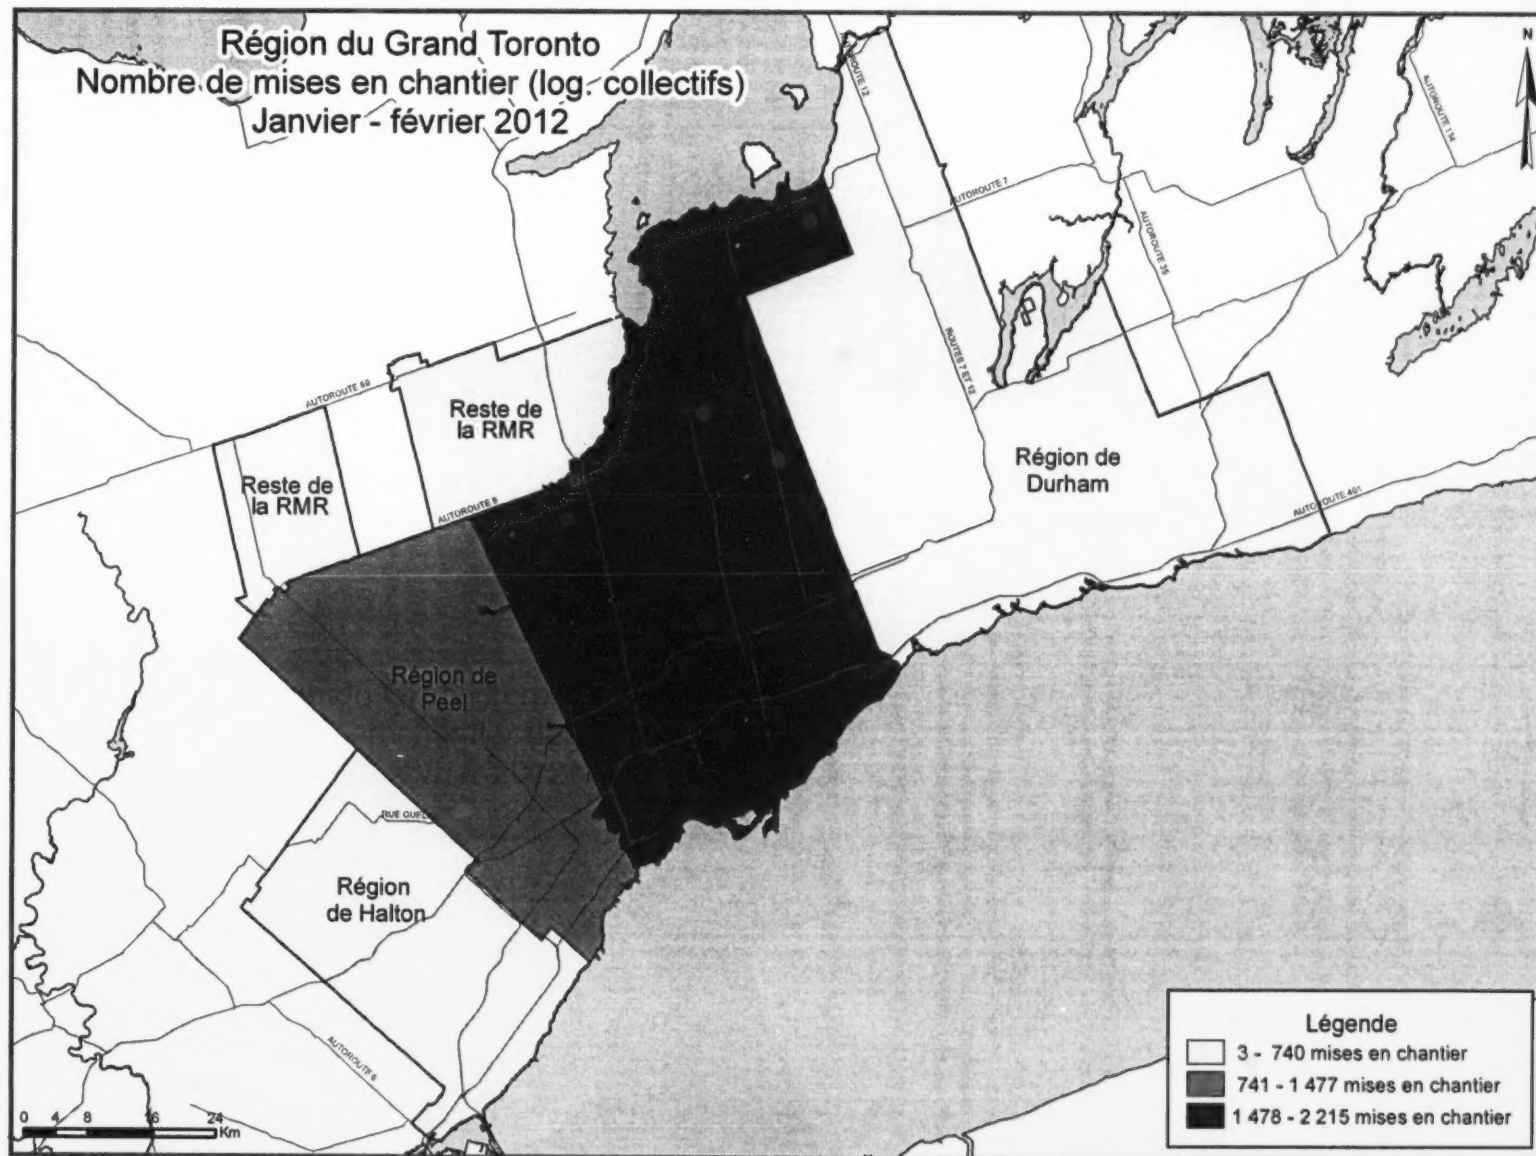 Région du Grand Toronto
Nombre de mises en chantier (log. collectifs)
Janvier - février 2012
N
ROUTE 12
AUTOROUTE 134
AUTOROUTE 7
AUTOROUTE 35
ROUTES 7 ET 12
AUTOROUTE 89
Reste de
la RMR
Reste de
la RMR
AUTOROUTE 9
Région de
Durham
AUTOROUTE 401
Région de
Peel
RUE GUEL
Région
de Halton
AUTOROUTE 6
0 4 8 16 24
Km
Légende
3 - 740 mises en chantier
741 - 1 477 mises en chantier
1 478 - 2 215 mises en chantier